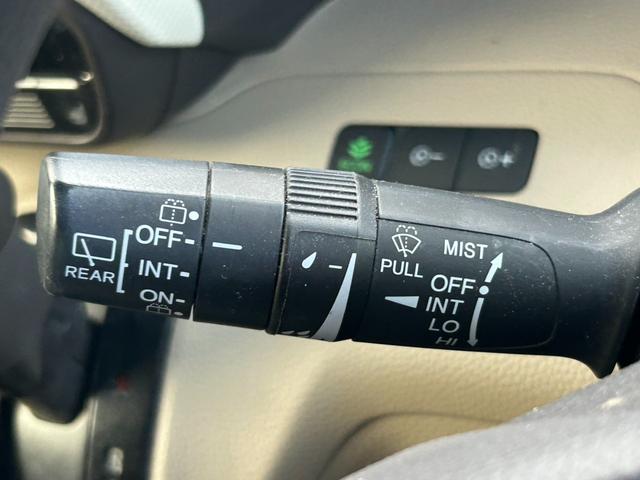 REAR
OFF
INT
ON
PULL
MIST
OFF
INT
LO
HI